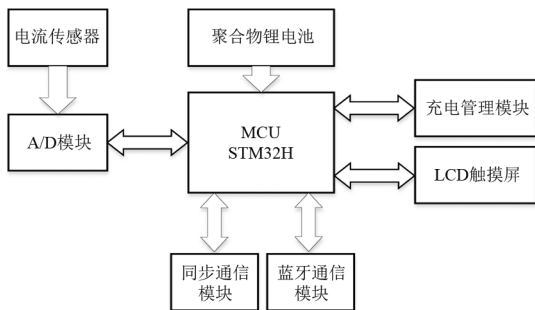 电流传感器
聚合物锂电池
A/D模块
MCU
STM32H
充电管理模块
LCD触摸屏
同步通信
模块
蓝牙通信
模块